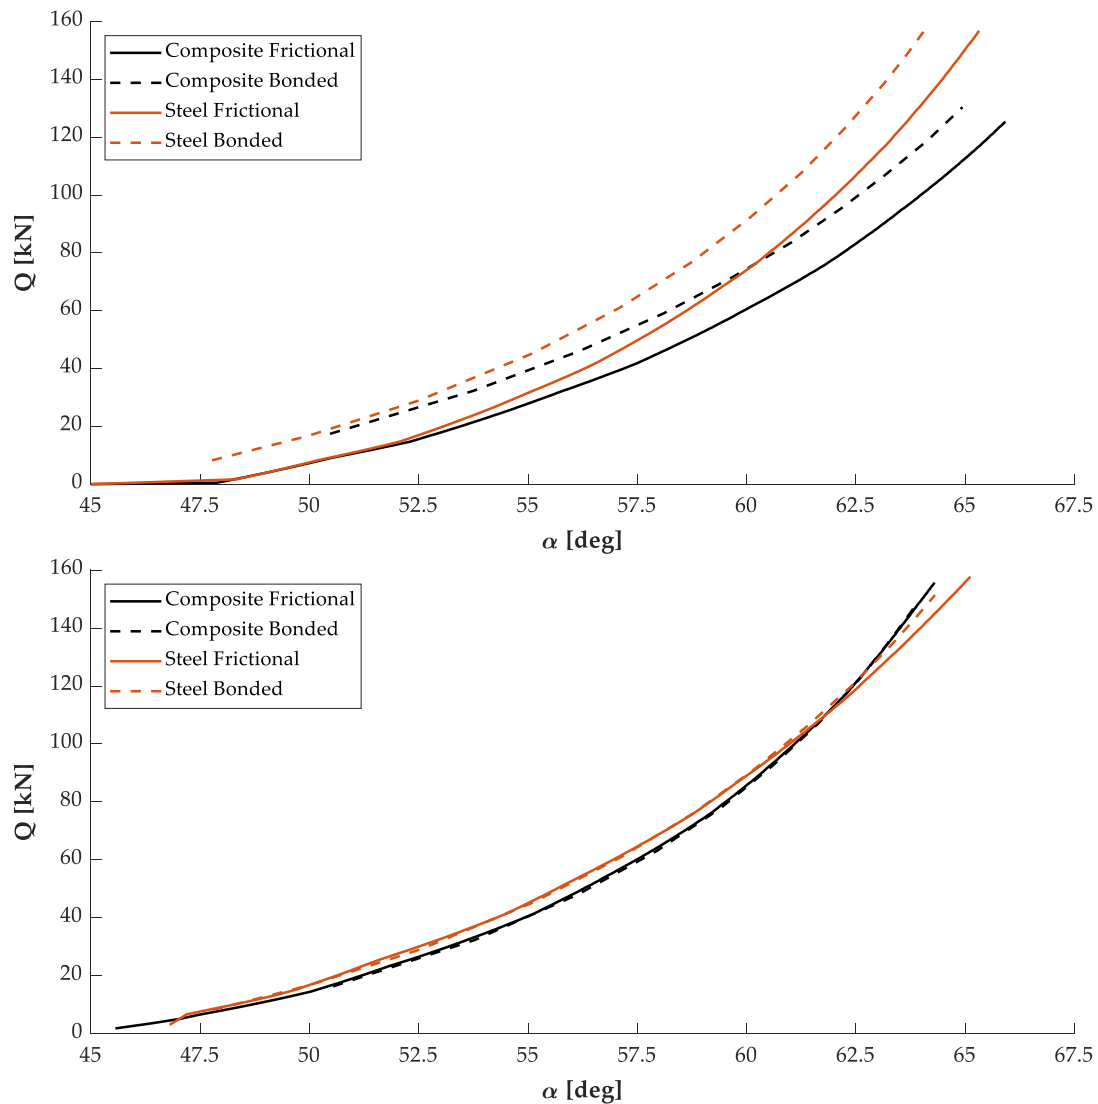 160
140
120
100
80
60
40
20
0
Q [kN]
Composite Frictional
Composite Bonded
Steel Frictional
Steel Bonded
45 47.5 50 52.5 55 57.5 60 62.5 65 67.5
α [deg]
160
140
120
100
80
60
40
20
0
Q [kN]
Composite Frictional
Composite Bonded
Steel Frictional
Steel Bonded
45 47.5 50 52.5 55 57.5 60 62.5 65 67.5
α [deg]